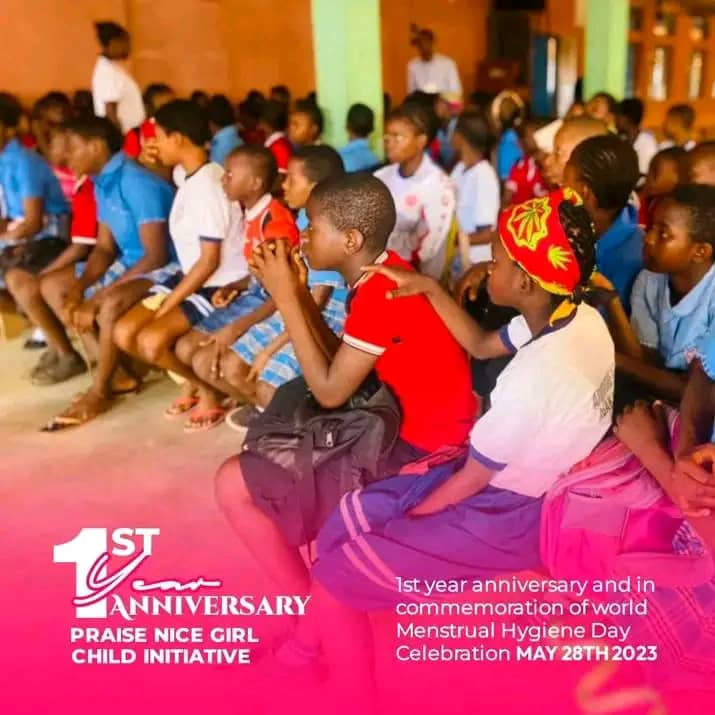 1ST
Year
ANNIVERSARY
PRAISE NICE GIRL
CHILD INITIATIVE
1st year anniversary and in
commemoration of world
Menstrual Hygiene Day
Celebration MAY 28TH 2023